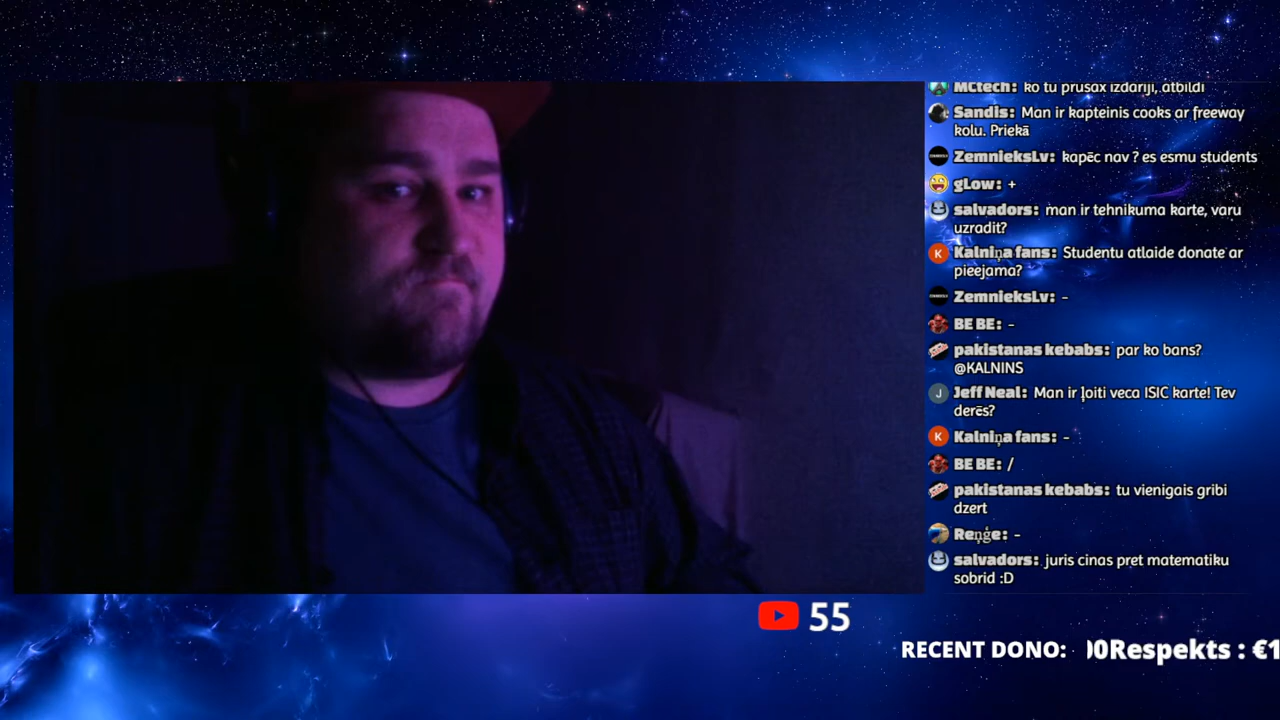 MCtech: ko tu prusax izdariji, atbildi
Sandis: Man ir kapteinis cooks ar freeway
kolu. Priekā
ZemnieksLv: kapēc nav ? es esmu students
gLow: +
salvadors: man ir tehnikuma karte, varu
uzradit?
Kalniņa fans: Studentu atlaide donate ar
pieejama?
ZemnieksLv: -
BE BE: -
pakistanas kebabs: par ko bans?
@KALNINS
Jeff Neal: Man ir ļoiti veca ISIC karte! Tev
derēs?
Kalniņa fans: -
BE BE: /
pakistanas kebabs: tu vienigais gribi
dzert
Reņģe: -
salvadors: juris cinas pret matematiku
sobrid :D
55
RECENT DONO: 0Respekts : €1